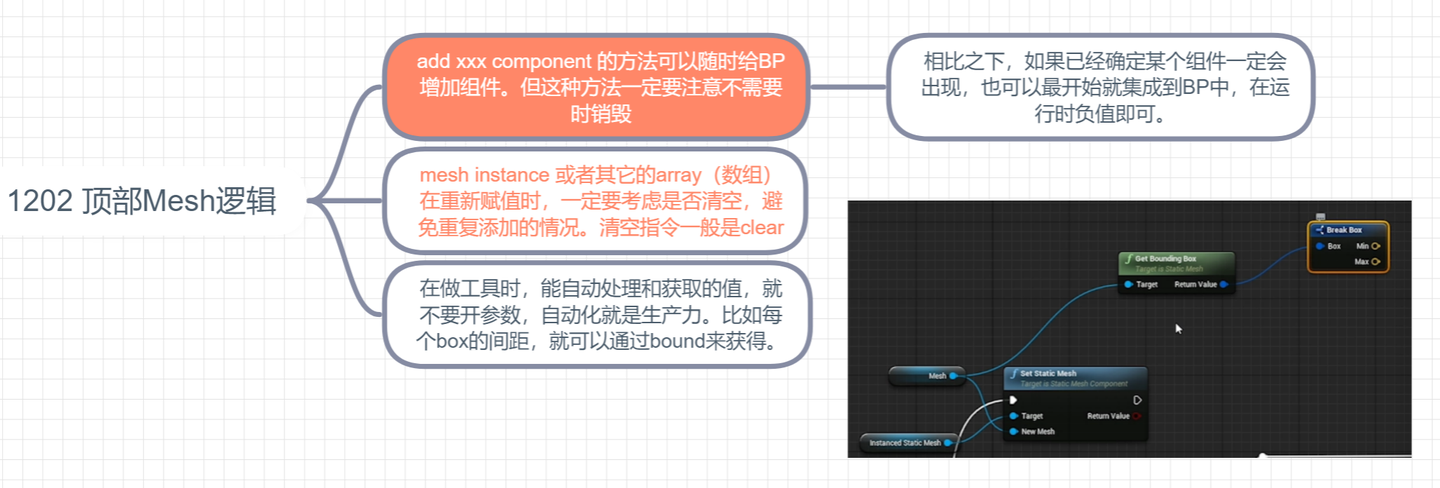 1202 顶部Mesh逻辑
add xxx component 的方法可以随时给BP
增加组件。但这种方法一定要注意不需要
时销毁
相比之下，如果已经确定某个组件一定会
出现，也可以最开始就集成到BP中，在运
行时负值即可。
mesh instance 或者其它的array（数组）
在重新赋值时，一定要考虑是否清空，避
免重复添加的情况。清空指令一般是clear
在做工具时，能自动处理和获取的值，就
不要开参数，自动化就是生产力。比如每
个box的间距，就可以通过bound来获得。
Break Box
Box Min
Max
Get Bounding Box
Target is Static Mesh
Target Return Value
Mesh
Set Static Mesh
Target is Static Mesh Component
Target Return Value
New Mesh
Instanced Static Mesh